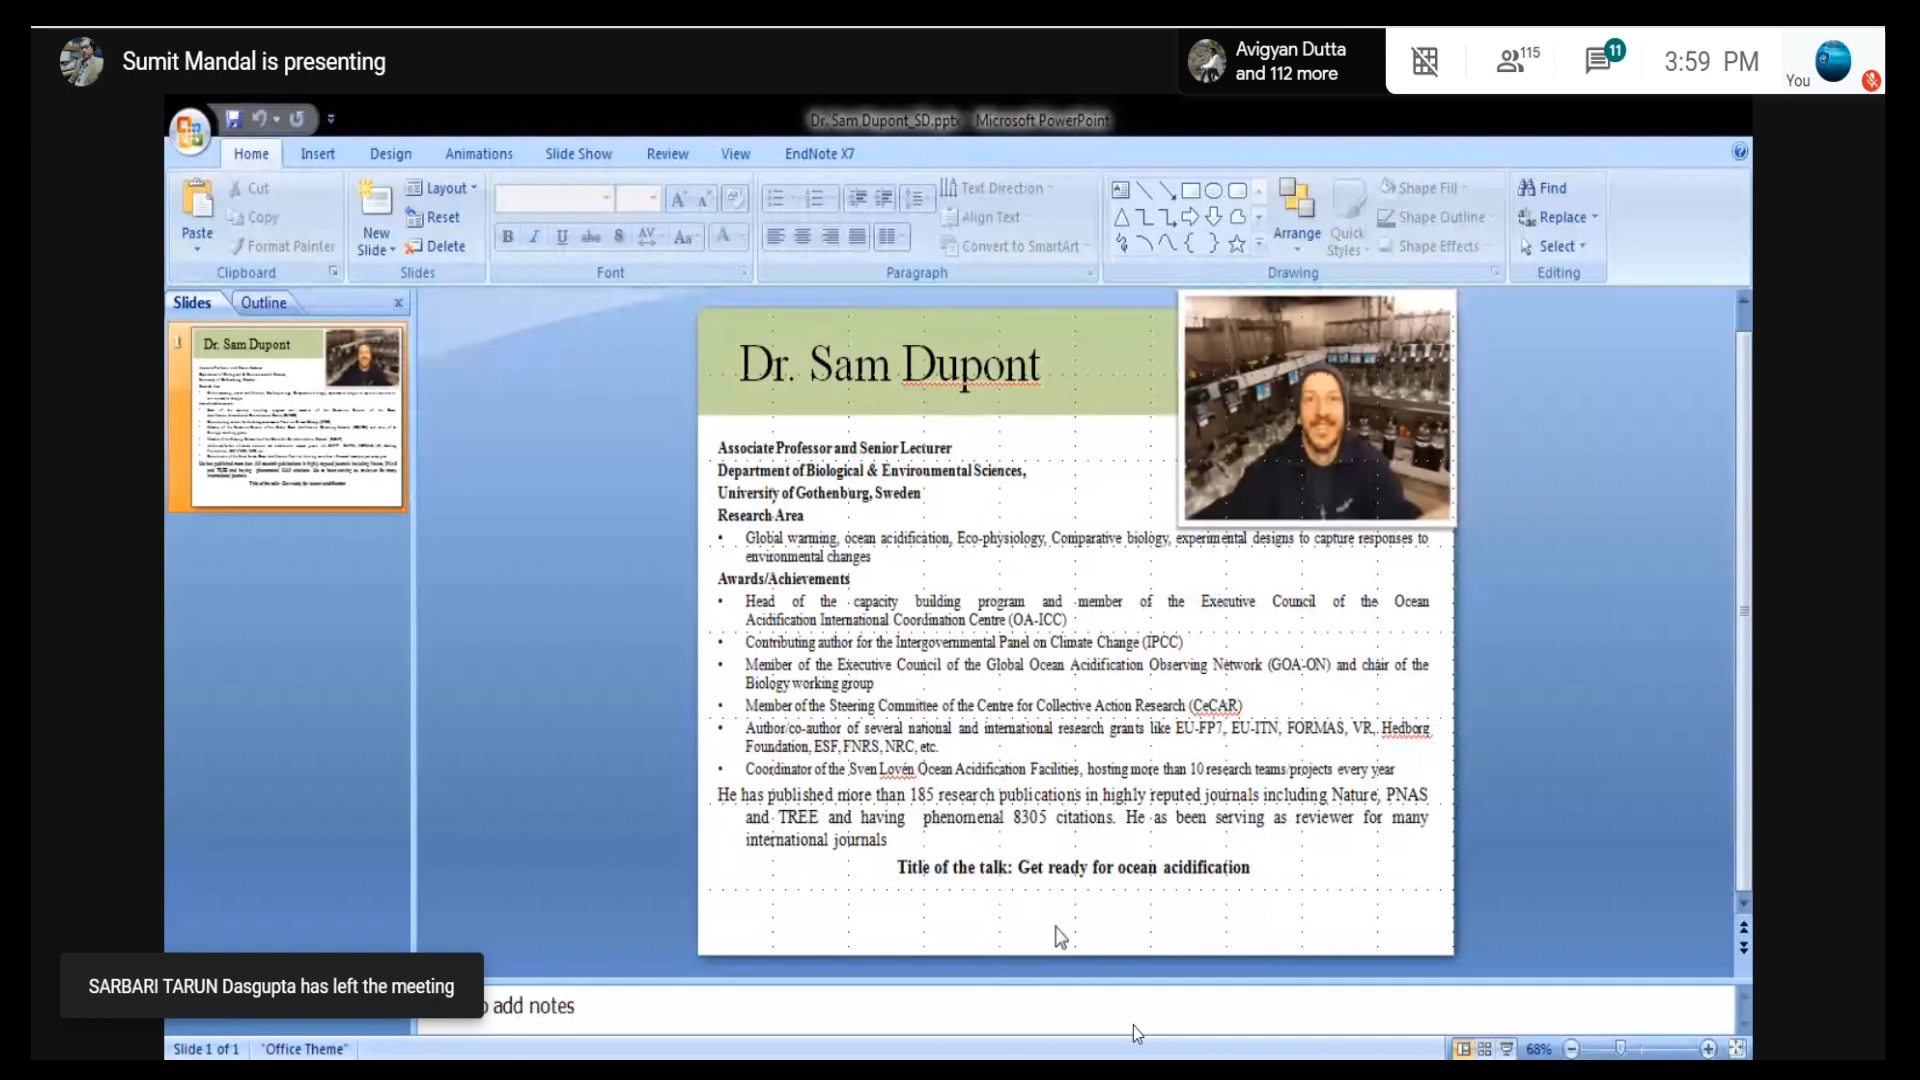 Sumit Mandal is presenting
Avigyan Dutta
and 112 more
115
11
3:59 PM
You
Dr. Sam Dupont_SD.pptx - Microsoft PowerPoint
Home Insert Design Animations Slide Show Review View EndNote X7
Paste
Cut
Copy
Format Painter
Clipboard
New
Slide
Layout
Reset
Delete
Slides
B I U abc S AV Aa A
Font
Text Direction
Align Text
Convert to SmartArt
Paragraph
Arrange
Quick
Styles
Shape Fill
Shape Outline
Shape Effects
Drawing
Find
Replace
Select
Editing
Slides Outline
1
Dr. Sam Dupont
Dr. Sam Dupont
Associate Professor and Senior Lecturer
Department of Biological & Environmental Sciences,
University of Gothenburg, Sweden
Research Area
• Global warming, ocean acidification, Eco-physiology, Comparative biology, experimental designs to capture responses to
environmental changes
Awards/Achievements
• Head of the capacity building program and member of the Executive Council of the Ocean
Acidification International Coordination Centre (OA-ICC)
• Contributing author for the Intergovernmental Panel on Climate Change (IPCC)
• Member of the Executive Council of the Global Ocean Acidification Observing Network (GOA-ON) and chair of the
Biology working group
• Member of the Steering Committee of the Centre for Collective Action Research (CeCAR)
• Author/co-author of several national and international research grants like EU-FP7, EU-ITN, FORMAS, VR, Hedborg
Foundation, ESF, FNRS, NRC, etc.
• Coordinator of the Sven Lovén Ocean Acidification Facilities, hosting more than 10 research teams/projects every year
He has published more than 185 research publications in highly reputed journals including Nature, PNAS
and TREE and having phenomenal 8305 citations. He as been serving as reviewer for many
international journals
Title of the talk: Get ready for ocean acidification
SARBARI TARUN Dasgupta has left the meeting
add notes
Slide 1 of 1 "Office Theme"
68%